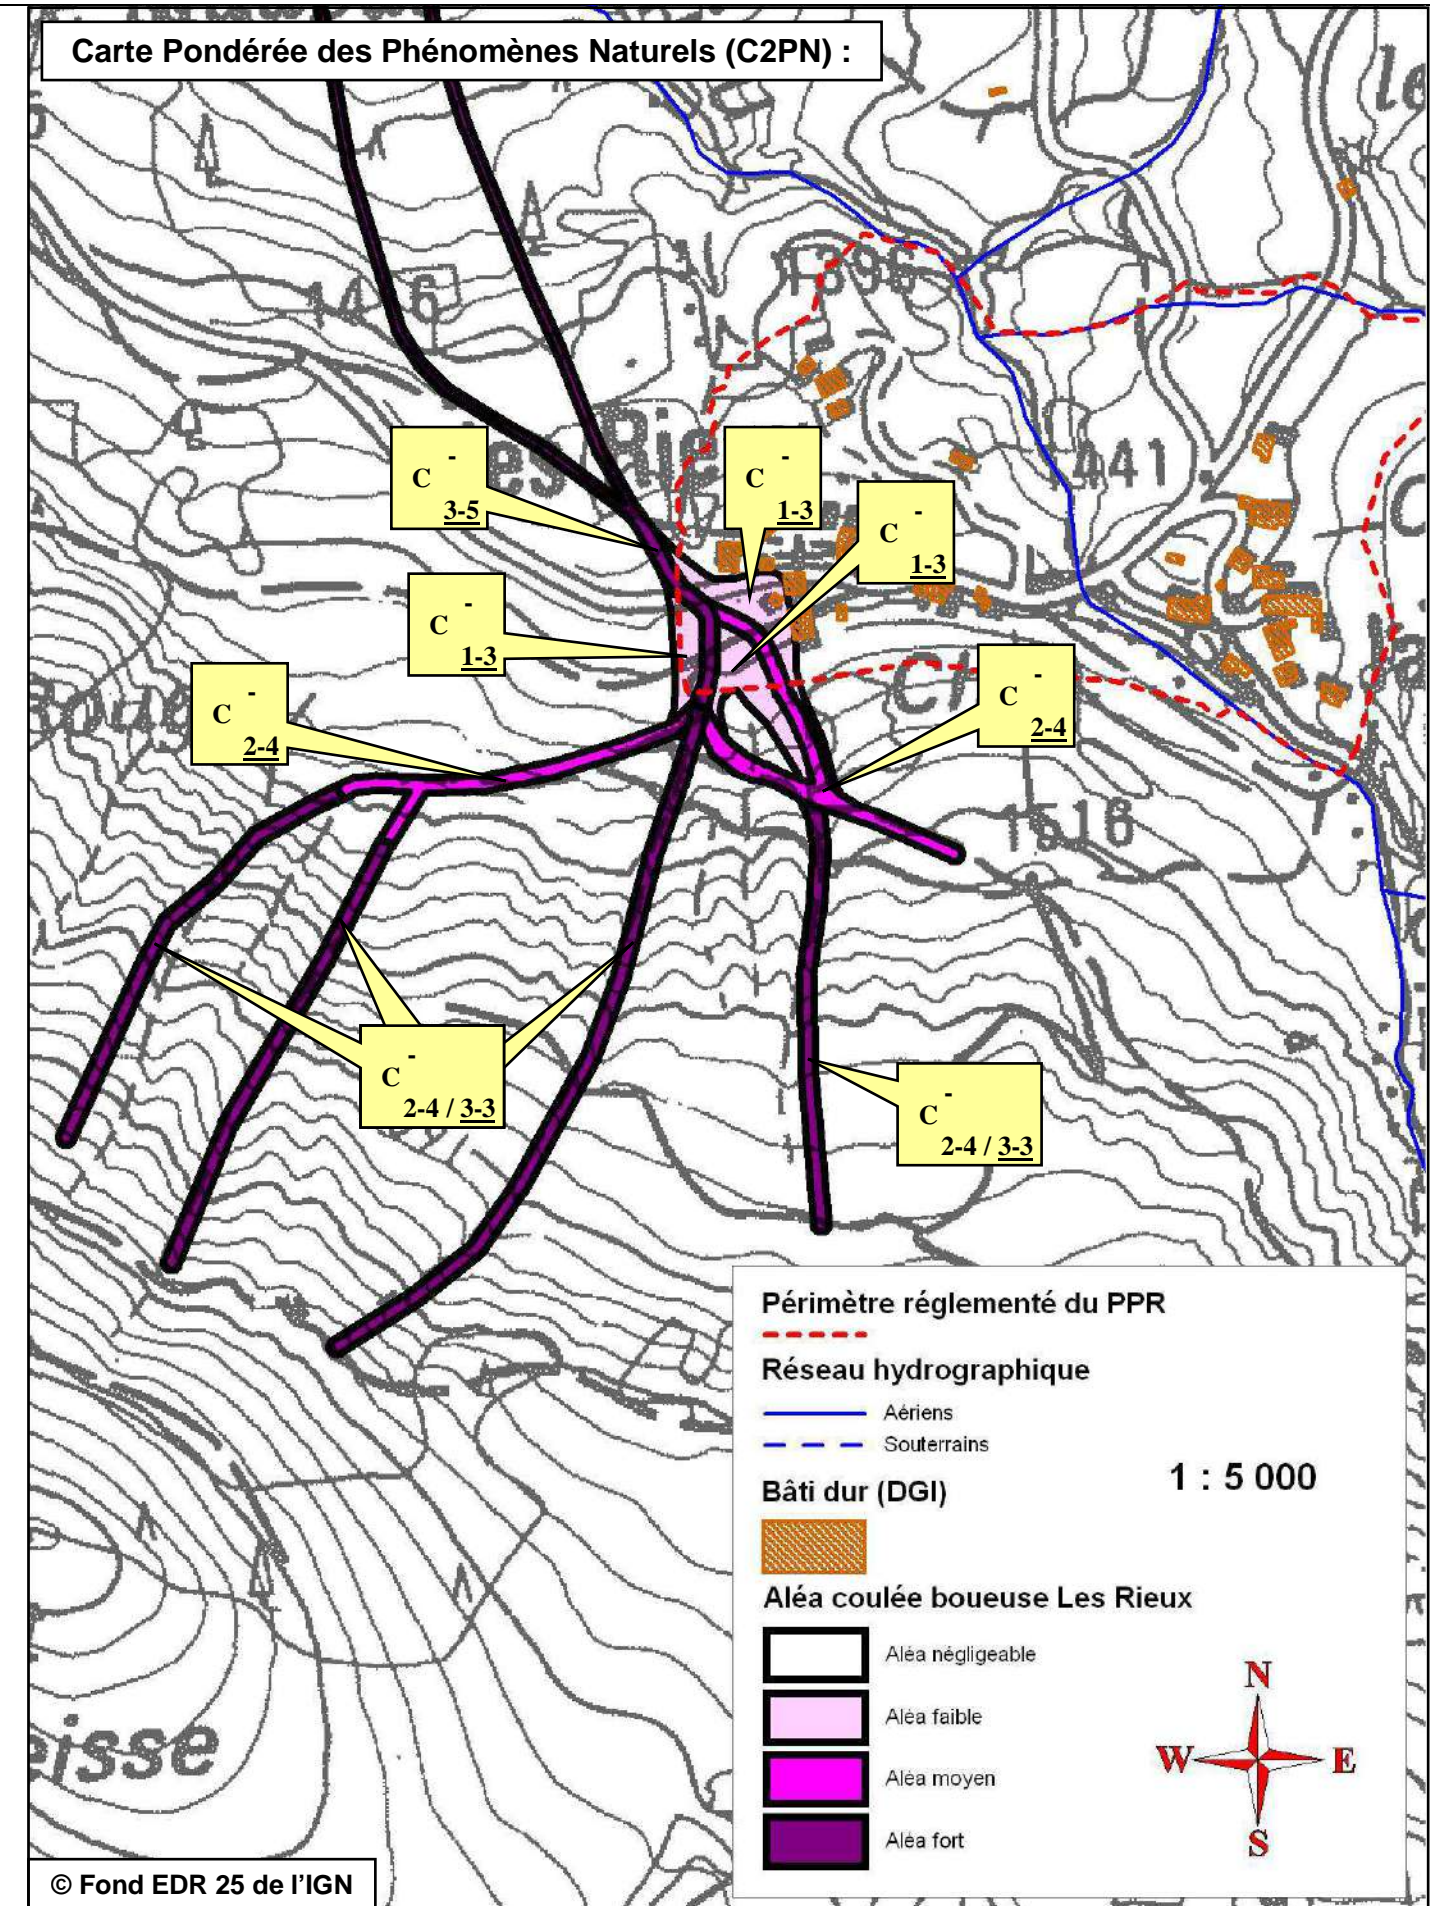 Carte Pondérée des Phénomènes Naturels (C2PN) :
1396
441
-
C
3-5
-
C
1-3
-
C
1-3
-
C
1-3
-
C
2-4
-
C
2-4
1516
-
C
2-4 / 3-3
-
C
2-4 / 3-3
Périmètre réglementé du PPR
Réseau hydrographique
Aériens
Souterrains
1 : 5 000
Bâti dur (DGI)
Aléa coulée boueuse Les Rieux
Aléa négligeable
Aléa faible
Aléa moyen
Aléa fort
N
W E
S
eisse
© Fond EDR 25 de l'IGN